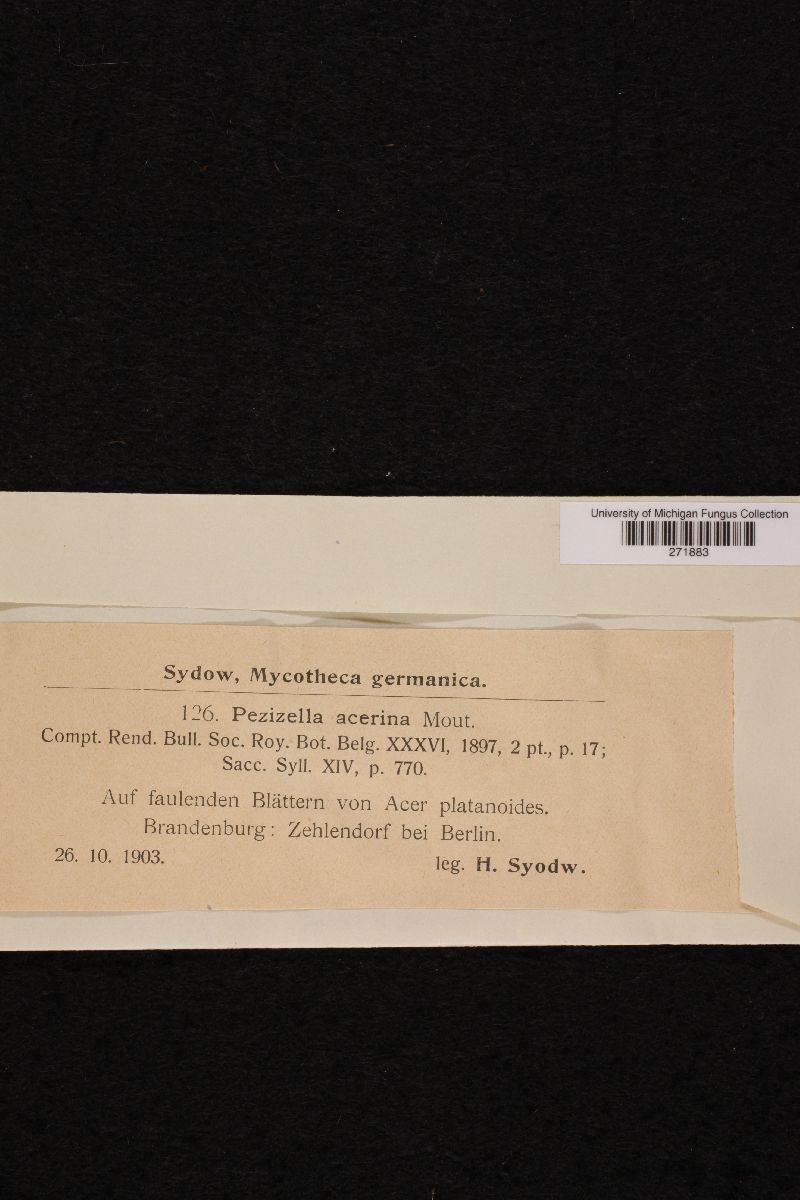 University of Michigan Fungus Collection
271883
Sydow, Mycotheca germanica.
126. Pezizella acerina Mout.
Compt. Rend. Bull. Soc. Roy. Bot. Belg. XXXVI, 1897, 2 pt., p. 17;
Sacc. Syll. XIV, p. 770.
Auf faulenden Blättern von Acer platanoides.
Brandenburg: Zehlendorf bei Berlin.
26. 10. 1903. leg. H. Syodw.